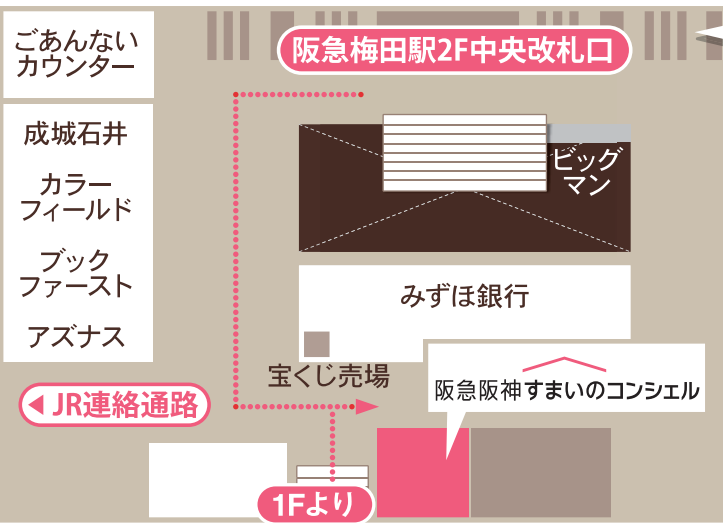 ごあんない
カウンター
阪急梅田駅2F中央改札口
成城石井
カラー
フィールド
ブック
ファースト
アズナス
ビッグ
マン
みずほ銀行
宝くじ売場
阪急阪神すまいのコンシェル
JR連絡通路
1Fより